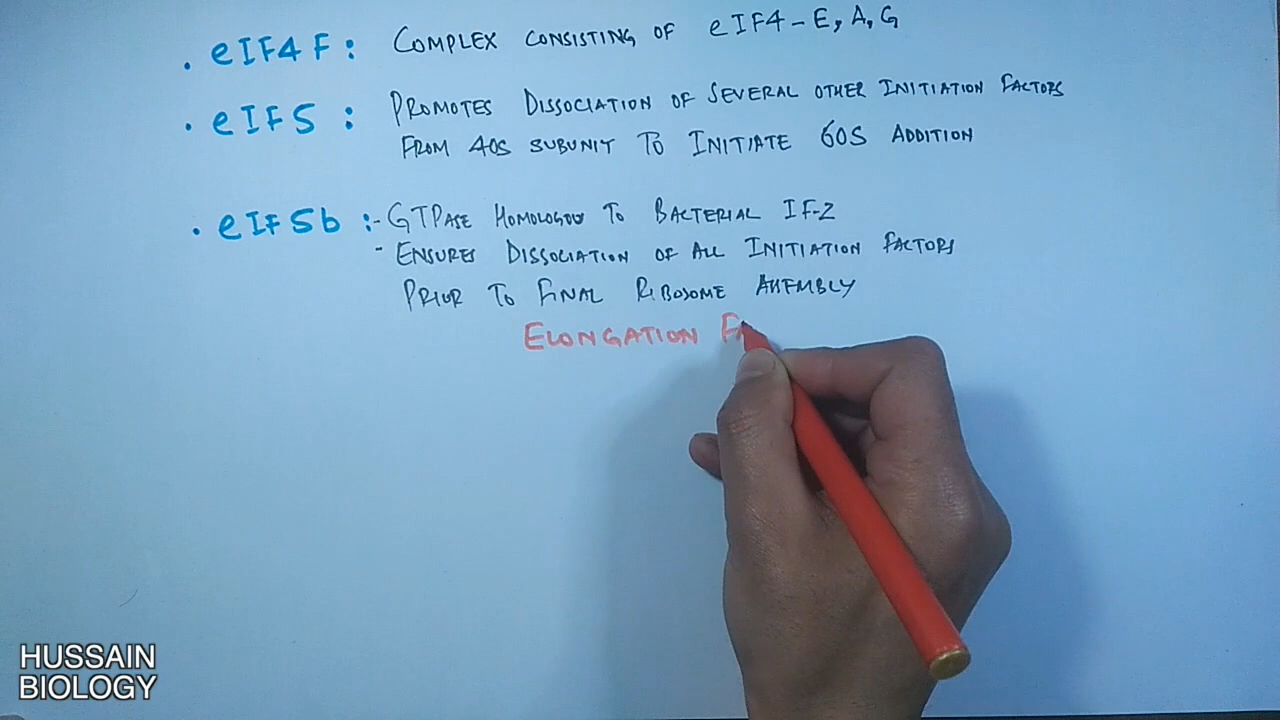 . eIF4F : COMPLEX CONSISTING OF eIF4-E, A, G
. eIF5 : PROMOTES DISSOCIATION OF SEVERAL OTHER INITIATION FACTORS
FROM 40S SUBUNIT TO INITIATE 60S ADDITION
. eIF5b :- GTPASE HOMOLOGOU TO BACTERIAL IF-2
- ENSURES DISSOCIATION OF ALL INITIATION FACTORS
PRIOR TO FINAL RIBOSOME ASSEMBLY
ELONGATION FA
HUSSAIN
BIOLOGY